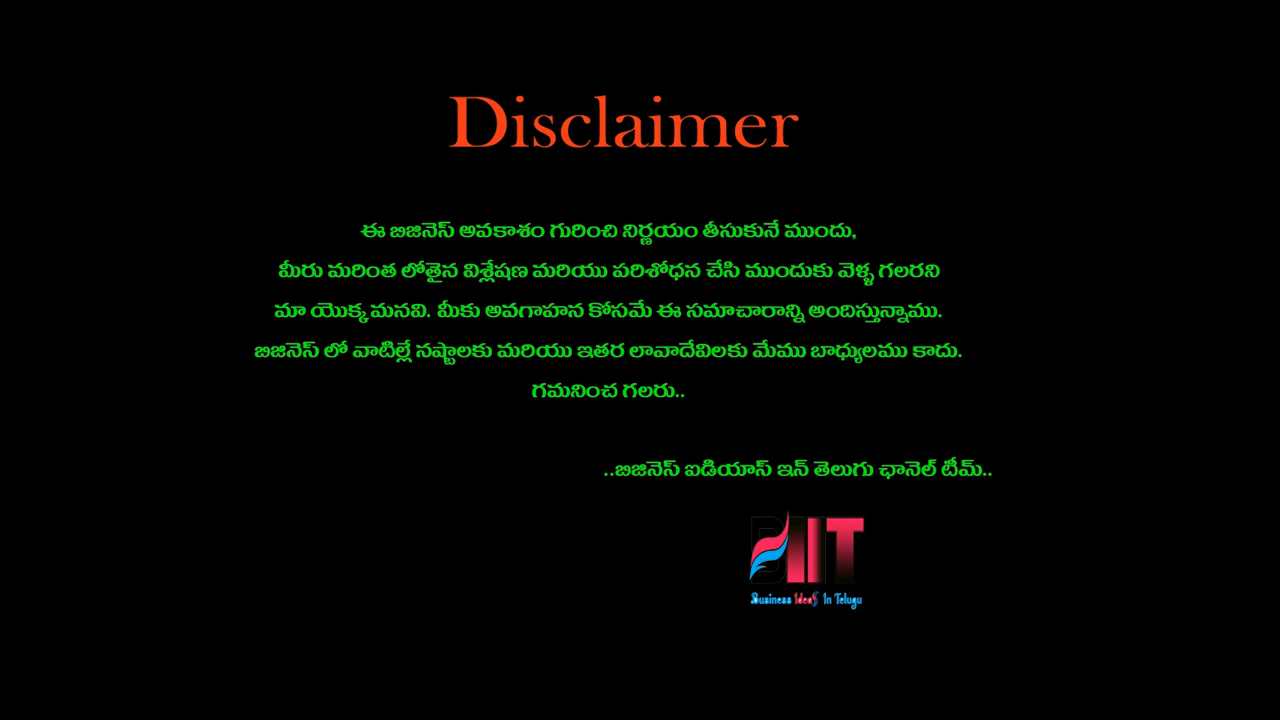 Disclaimer
ఈ బిజినెస్ అవకాశం గురించి నిర్ణయం తీసుకునే ముందు,
మీరు మరింత లోతైన విశ్లేషణ మరియు పరిశోధన చేసి ముందుకు వెళ్ళ గలరని
మా యొక్క మనవి. మీకు అవగాహన కోసమే ఈ సమాచారాన్ని అందిస్తున్నాము.
బిజినెస్ లో వాటిల్లే నష్టాలకు మరియు ఇతర లావాదేవిలకు మేము బాధ్యులము కాదు.
గమనించ గలరు..
..బిజినెస్ ఐడియాస్ ఇన్ తెలుగు ఛానెల్ టీమ్..
BIIT
Business IdeaS In Telugu